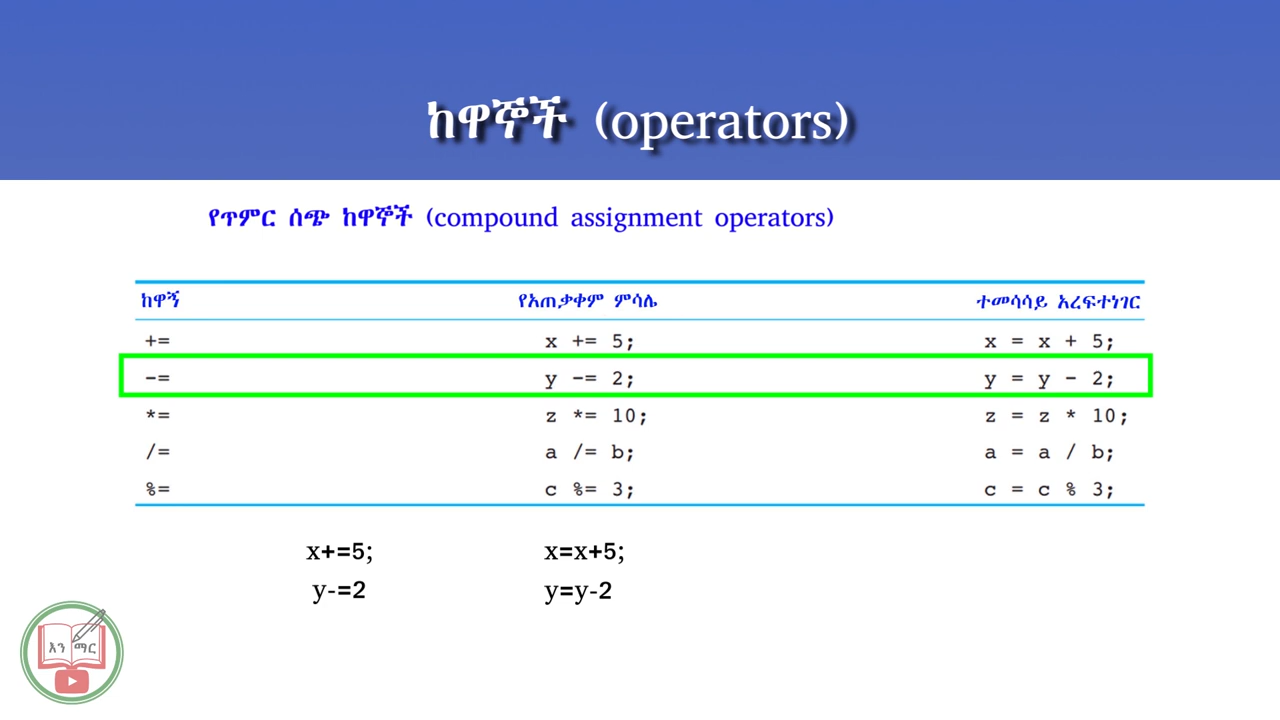 ከዋኞች (operators)
የጥምር ሰጭ ከዋኞች (compound assignment operators)
ከዋኝ የአጠቃቀም ምሳሌ ተመሳሳይ አረፍተነገር
+= x += 5; x = x + 5;
-= y -= 2; y = y - 2;
*= z *= 10; z = z * 10;
/= a /= b; a = a / b;
%= c %= 3; c = c % 3;
x+=5; x=x+5;
y-=2 y=y-2
እን ማር